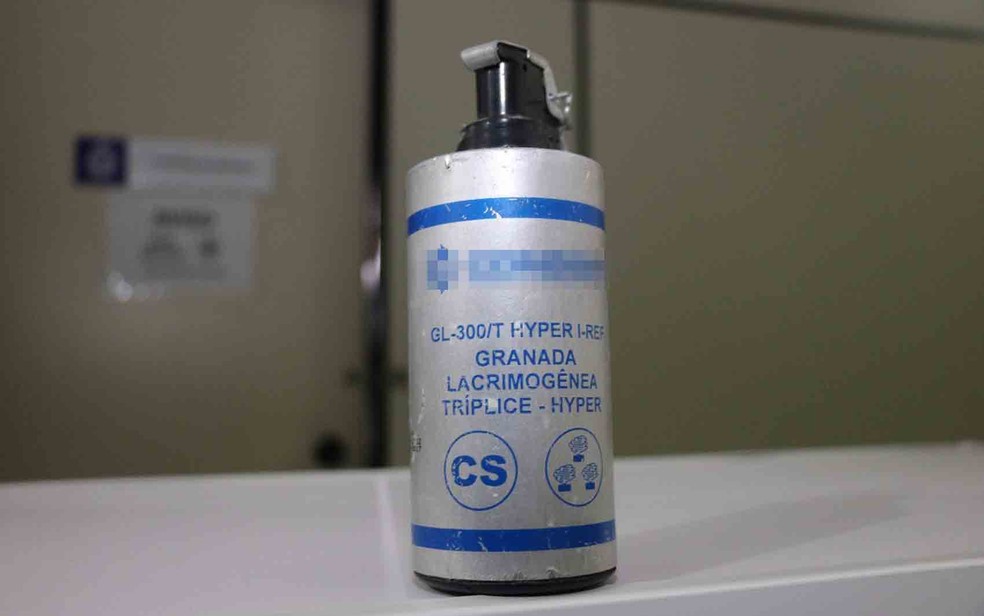 GL-300/T HYPER I-REF
GRANADA
LACRIMOGÊNEA
TRÍPLICE - HYPER
CS